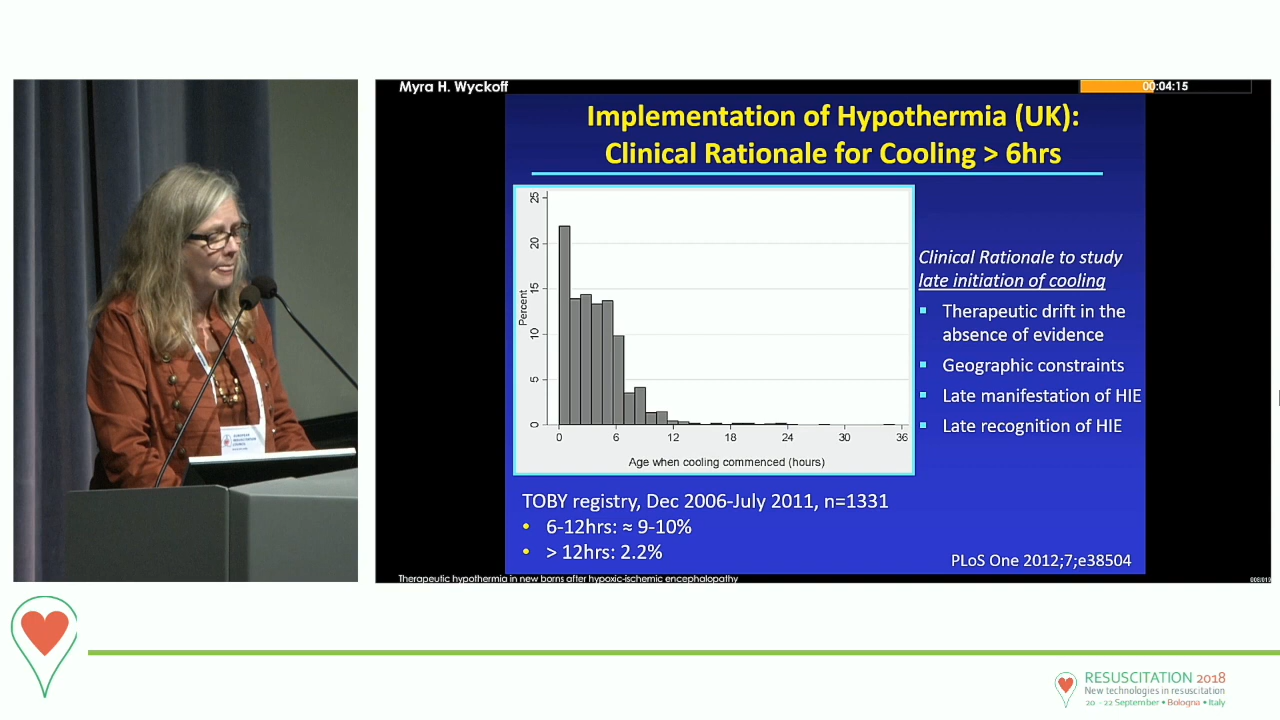 Myra H. Wyckoff
00:04:15
Implementation of Hypothermia (UK):
Clinical Rationale for Cooling > 6hrs
25
20
15
10
5
0
Percent
0 6 12 18 24 30 36
Age when cooling commenced (hours)
Clinical Rationale to study
late initiation of cooling
Therapeutic drift in the
absence of evidence
Geographic constraints
Late manifestation of HIE
Late recognition of HIE
TOBY registry, Dec 2006-July 2011, n=1331
6-12hrs: ≈ 9-10%
> 12hrs: 2.2%
PLoS One 2012;7;e38504
Therapeutic hypothermia in new borns after hypoxic-ischemic encephalopathy
EUROPEAN
RESUSCITATION
COUNCIL
RESUSCITATION 2018
New technologies in resuscitation
20 - 22 September • Bologna • Italy